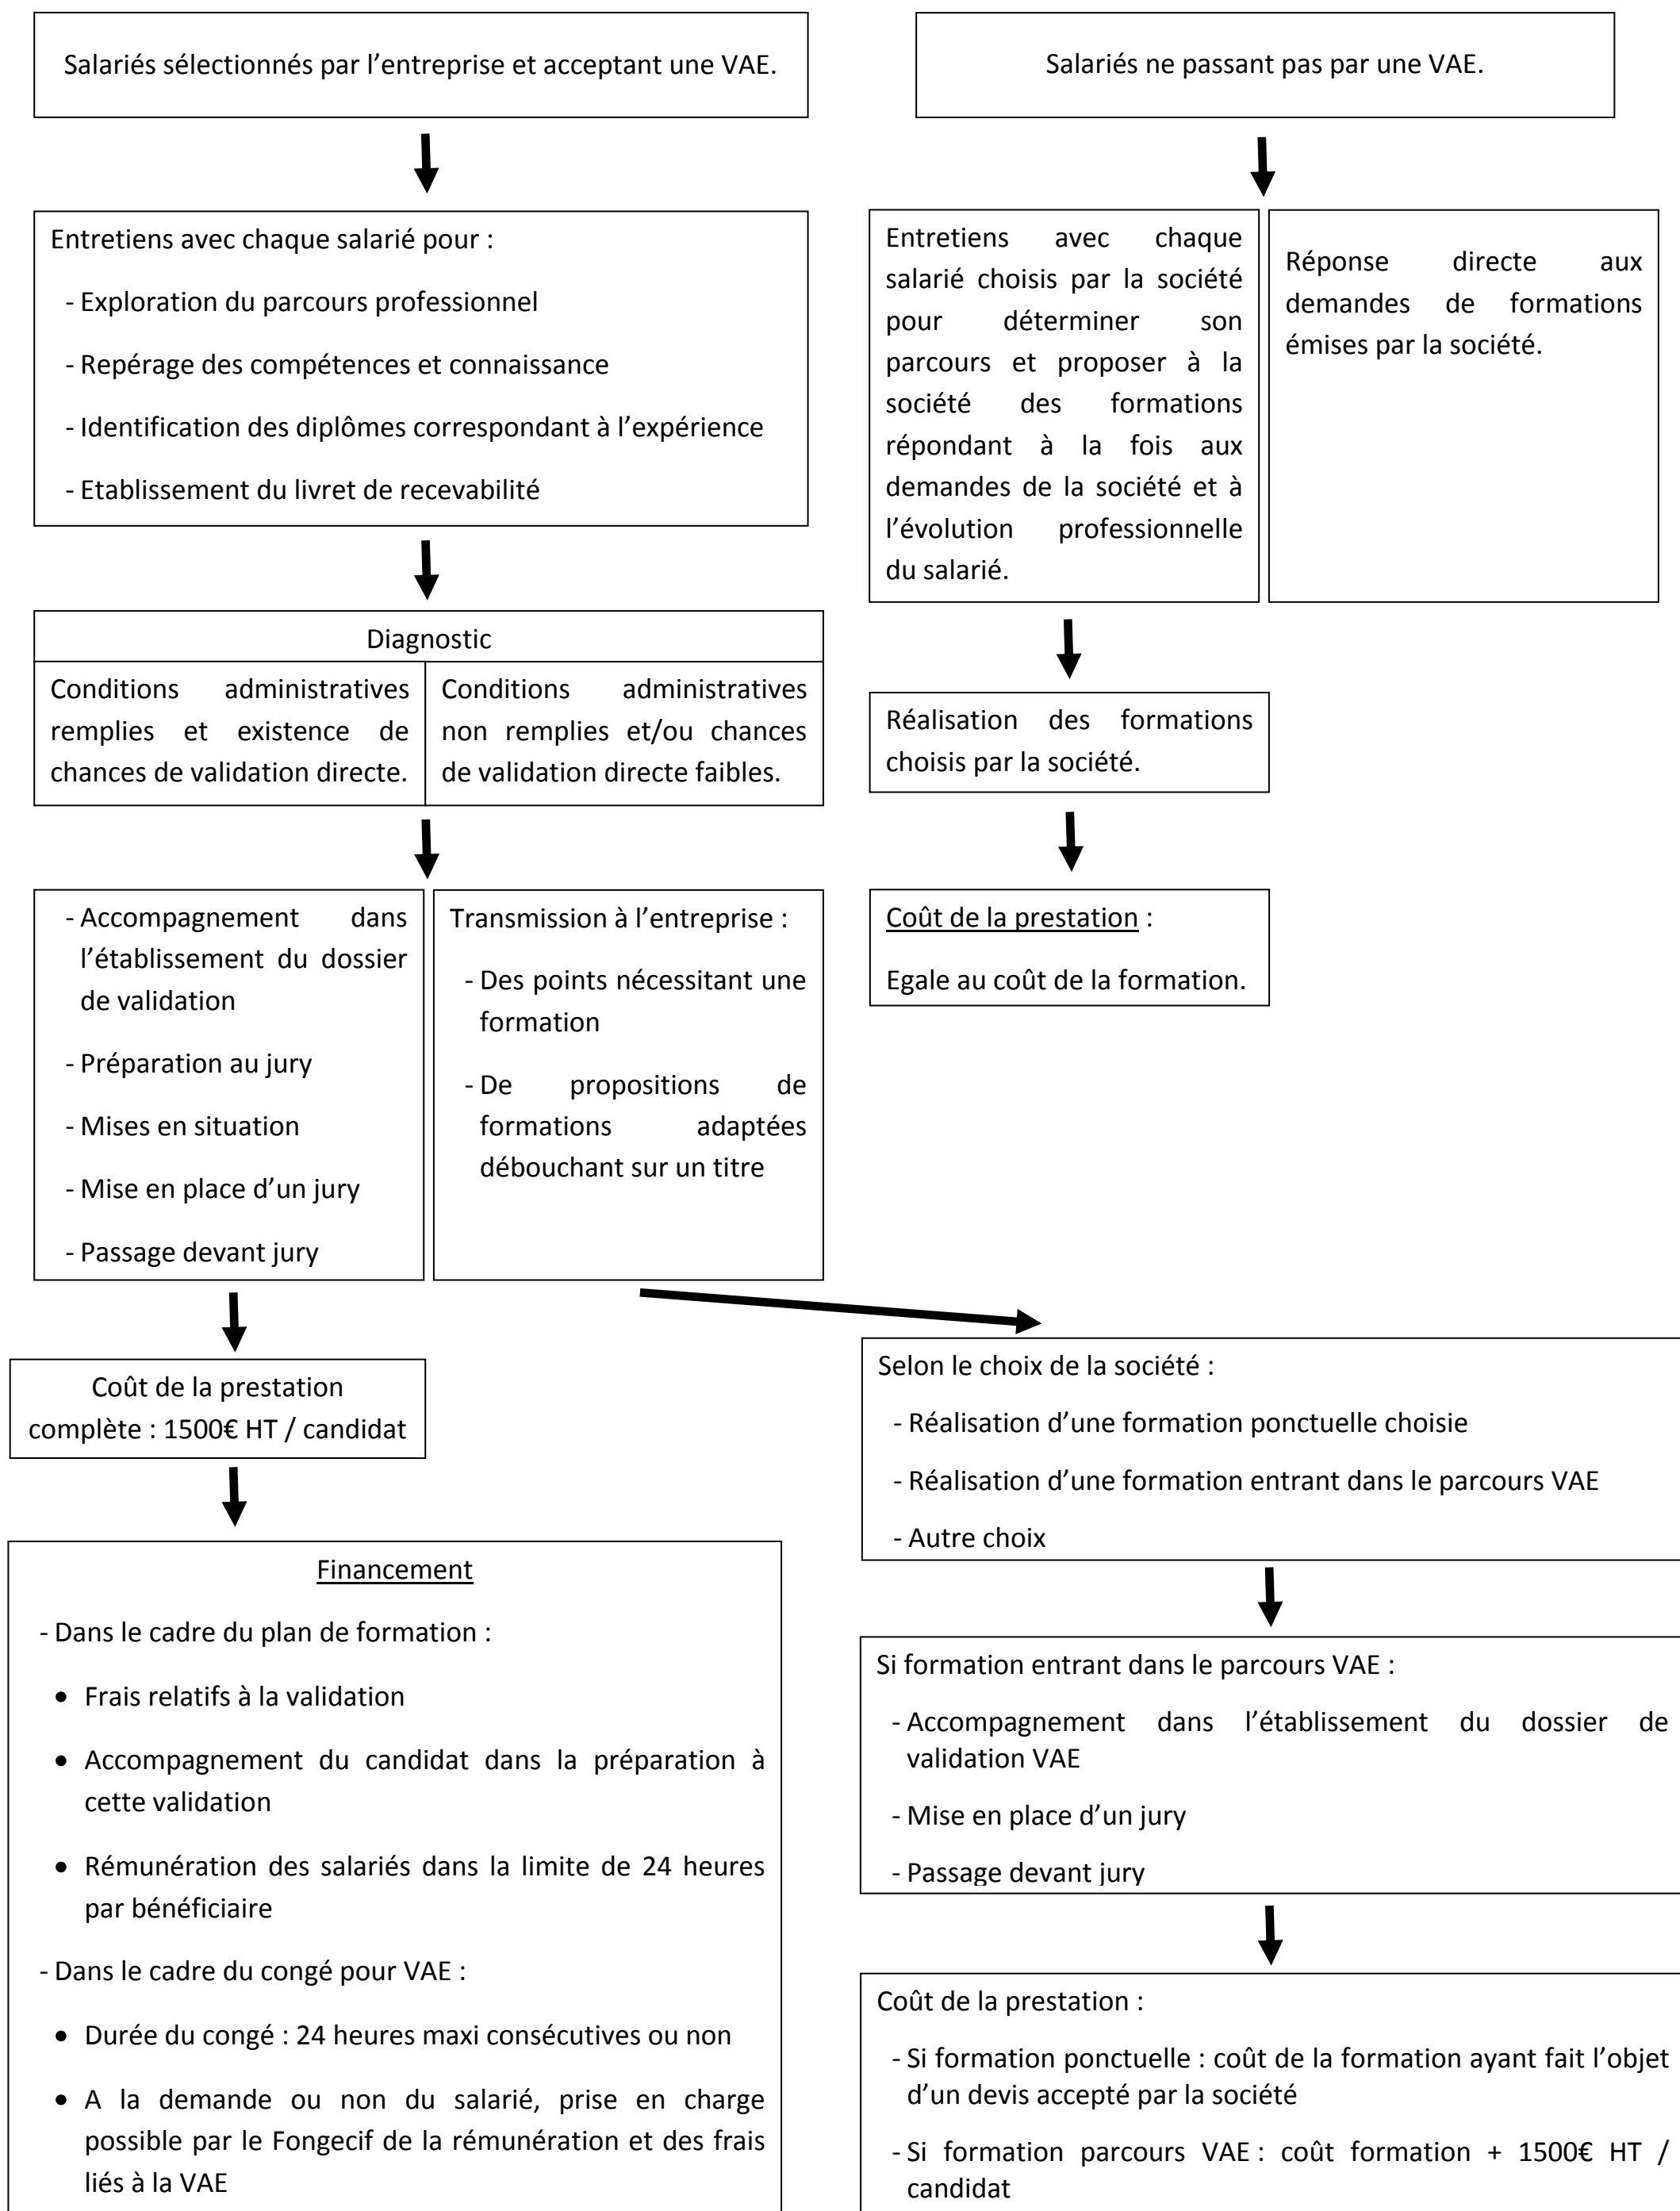 Salariés sélectionnés par l’entreprise et acceptant une VAE.
Salariés ne passant pas par une VAE.
Entretiens avec chaque salarié pour :
- Exploration du parcours professionnel
- Repérage des compétences et connaissance
- Identification des diplômes correspondant à l’expérience
- Etablissement du livret de recevabilité
Entretiens avec chaque
salarié choisis par la société
pour déterminer son
parcours et proposer à la
société des formations
répondant à la fois aux
demandes de la société et à
l’évolution professionnelle
du salarié.
Réponse directe aux
demandes de formations
émises par la société.
Diagnostic
Conditions administratives
remplies et existence de
chances de validation directe.
Conditions administratives
non remplies et/ou chances
de validation directe faibles.
Réalisation des formations
choisis par la société.
- Accompagnement dans
l’établissement du dossier
de validation
- Préparation au jury
- Mises en situation
- Mise en place d’un jury
- Passage devant jury
Transmission à l’entreprise :
- Des points nécessitant une
formation
- De propositions de
formations adaptées
débouchant sur un titre
Coût de la prestation :
Egale au coût de la formation.
Coût de la prestation
complète : 1500€ HT / candidat
Selon le choix de la société :
- Réalisation d’une formation ponctuelle choisie
- Réalisation d’une formation entrant dans le parcours VAE
- Autre choix
Financement
- Dans le cadre du plan de formation :
• Frais relatifs à la validation
• Accompagnement du candidat dans la préparation à
cette validation
• Rémunération des salariés dans la limite de 24 heures
par bénéficiaire
- Dans le cadre du congé pour VAE :
• Durée du congé : 24 heures maxi consécutives ou non
• A la demande ou non du salarié, prise en charge
possible par le Fongecif de la rémunération et des frais
liés à la VAE
Si formation entrant dans le parcours VAE :
- Accompagnement dans l’établissement du dossier de
validation VAE
- Mise en place d’un jury
- Passage devant jury
Coût de la prestation :
- Si formation ponctuelle : coût de la formation ayant fait l’objet
d’un devis accepté par la société
- Si formation parcours VAE : coût formation + 1500€ HT /
candidat